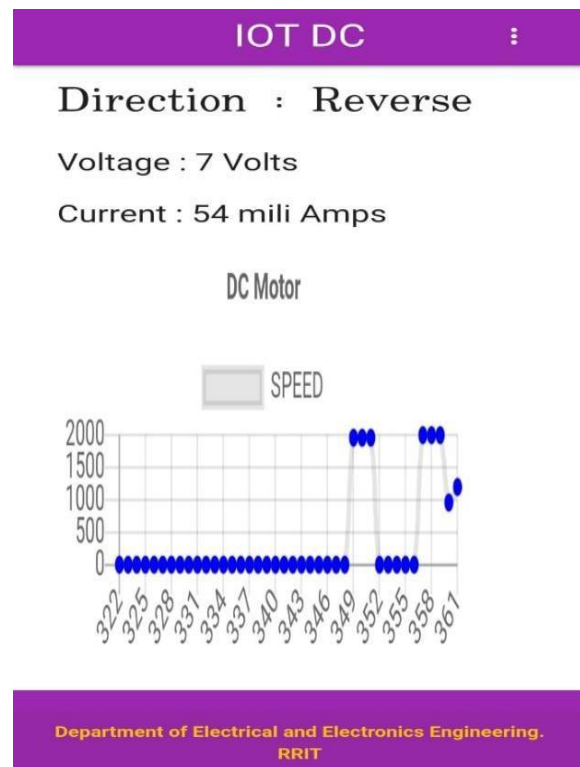 IOT DC
Direction : Reverse
Voltage : 7 Volts
Current : 54 mili Amps
DC Motor
SPEED
2000
1500
1000
500
0
322 325 328 331 334 337 340 343 346 349 352 355 358 361
Department of Electrical and Electronics Engineering.
RRIT